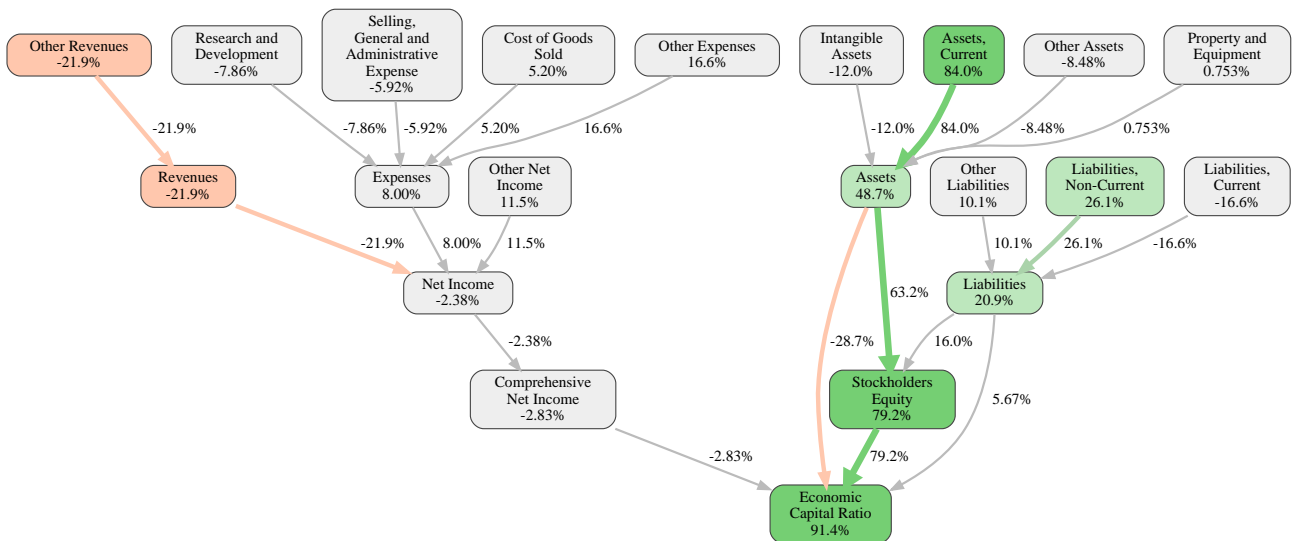 Other Revenues
-21.9%
Research and
Development
-7.86%
Selling,
General and
Administrative
Expense
-5.92%
Cost of Goods
Sold
5.20%
Other Expenses
16.6%
Intangible
Assets
-12.0%
Assets,
Current
84.0%
Other Assets
-8.48%
Property and
Equipment
0.753%
-21.9%
-7.86%
-5.92%
5.20%
16.6%
-12.0%
84.0%
-8.48%
0.753%
Revenues
-21.9%
Expenses
8.00%
Other Net
Income
11.5%
Assets
48.7%
Other
Liabilities
10.1%
Liabilities,
Non-Current
26.1%
Liabilities,
Current
-16.6%
-21.9%
8.00%
11.5%
10.1%
26.1%
-16.6%
Net Income
-2.38%
63.2%
Liabilities
20.9%
-2.38%
-28.7%
16.0%
Comprehensive
Net Income
-2.83%
Stockholders
Equity
79.2%
5.67%
-2.83%
79.2%
Economic
Capital Ratio
91.4%